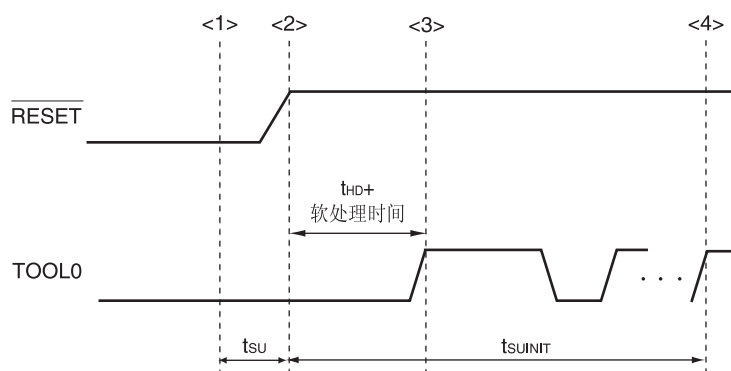 <1> <2> <3> <4>
RESET
tHD+
软处理时间
TOOL0
. . .
tSU
tSUINIT